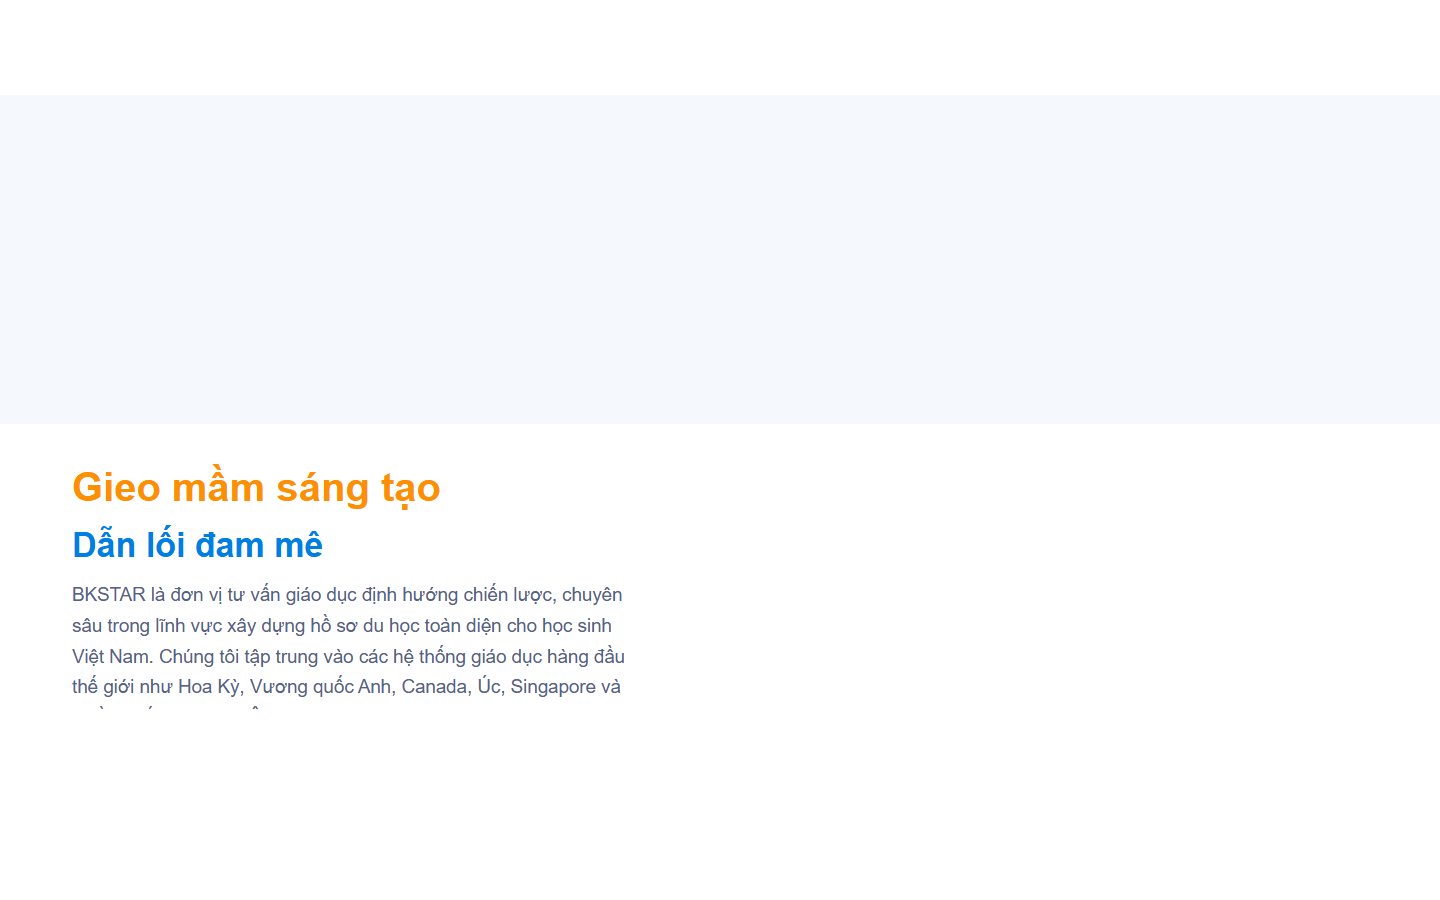 Gieo mầm sáng tạo
Dẫn lối đam mê
BKSTAR là đơn vị tư vấn giáo dục định hướng chiến lược, chuyên
sâu trong lĩnh vực xây dựng hồ sơ du học toàn diện cho học sinh
Việt Nam. Chúng tôi tập trung vào các hệ thống giáo dục hàng đầu
thế giới như Hoa Kỳ, Vương quốc Anh, Canada, Úc, Singapore và